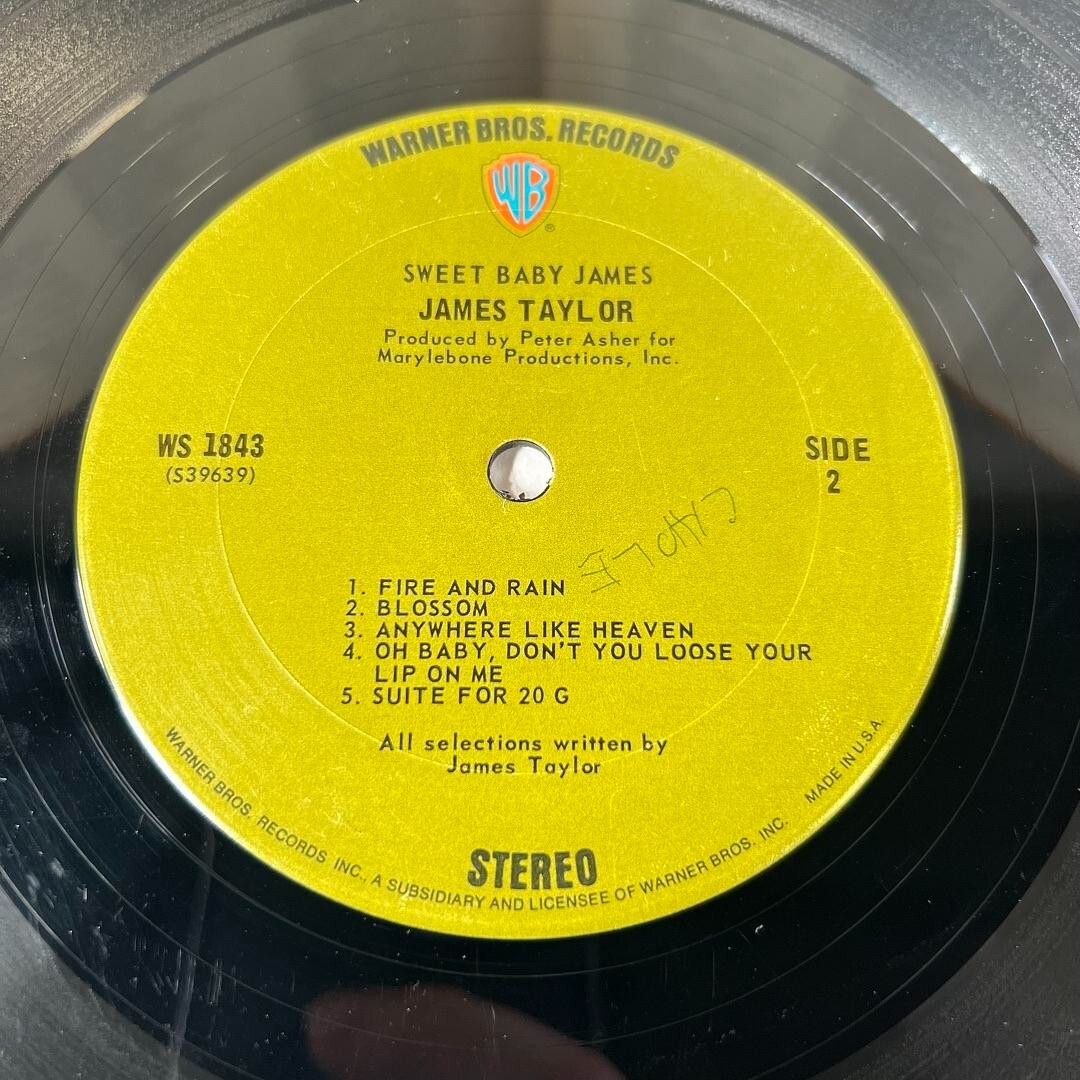 WARNER BROS. RECORDS
WB
®
SWEET BABY JAMES
JAMES TAYLOR
Produced by Peter Asher for
Marylebone Productions, Inc.
WS 1843
(S39639)
SIDE
2
1. FIRE AND RAIN
2. BLOSSOM
3. ANYWHERE LIKE HEAVEN
4. OH BABY, DON'T YOU LOOSE YOUR
LIP ON ME
5. SUITE FOR 20 G
All selections written by
James Taylor
STEREO
WARNER BROS. RECORDS INC., A SUBSIDIARY AND LICENSEE OF WARNER BROS. INC. MADE IN U.S.A.